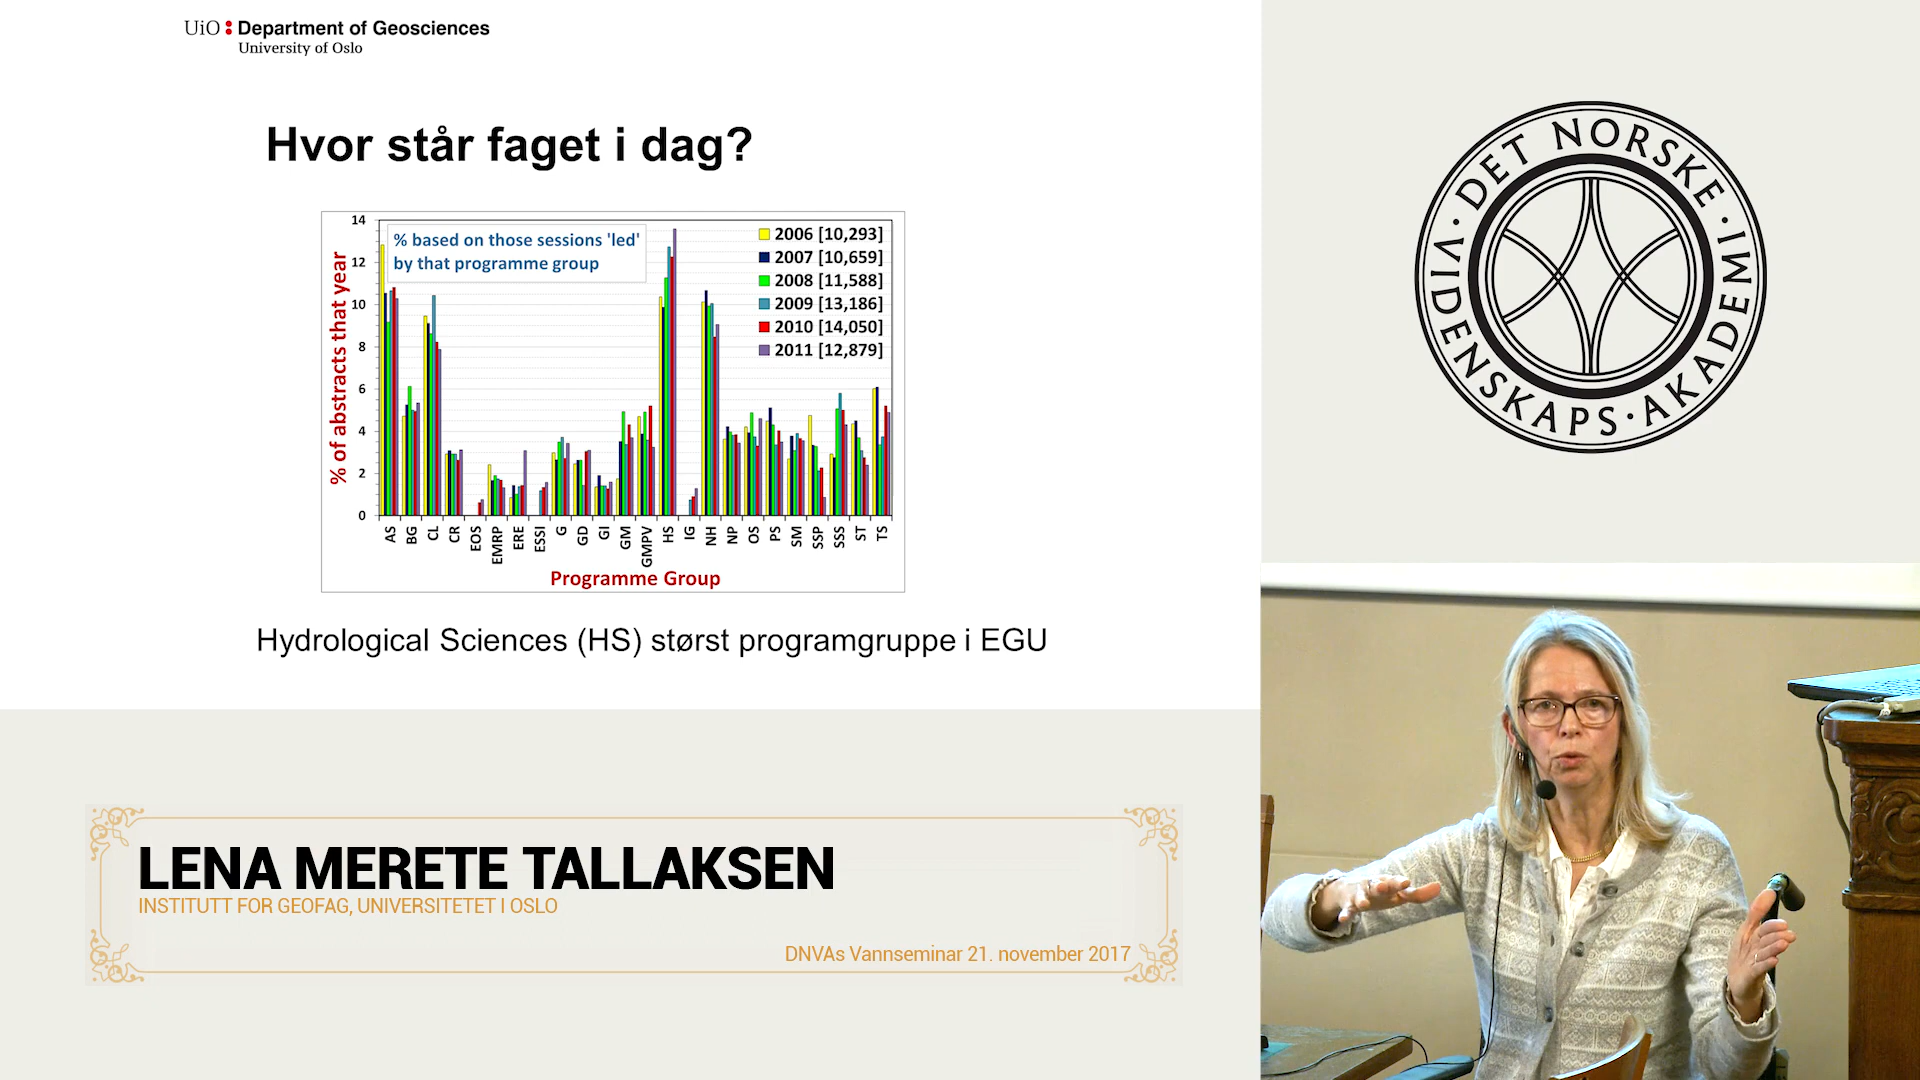 UiO Department of Geosciences
University of Oslo
Hvor står faget i dag?
% of abstracts that year
14
12
10
8
6
4
2
0
% based on those sessions 'led'
by that programme group
2006 [10,293]
2007 [10,659]
2008 [11,588]
2009 [13,186]
2010 [14,050]
2011 [12,879]
AS BG CL CR EOS EMRP ERE ESSI G GD GI GM GMPV HS IG NH NP OS PS SM SSP SSS ST TS
Programme Group
Hydrological Sciences (HS) størst programgruppe i EGU
DET NORSKE · VIDENSKAPS · AKADEMI ·
LENA MERETE TALLAKSEN
INSTITUTT FOR GEOFAG, UNIVERSITETET I OSLO
DNVAs Vannseminar 21. november 2017